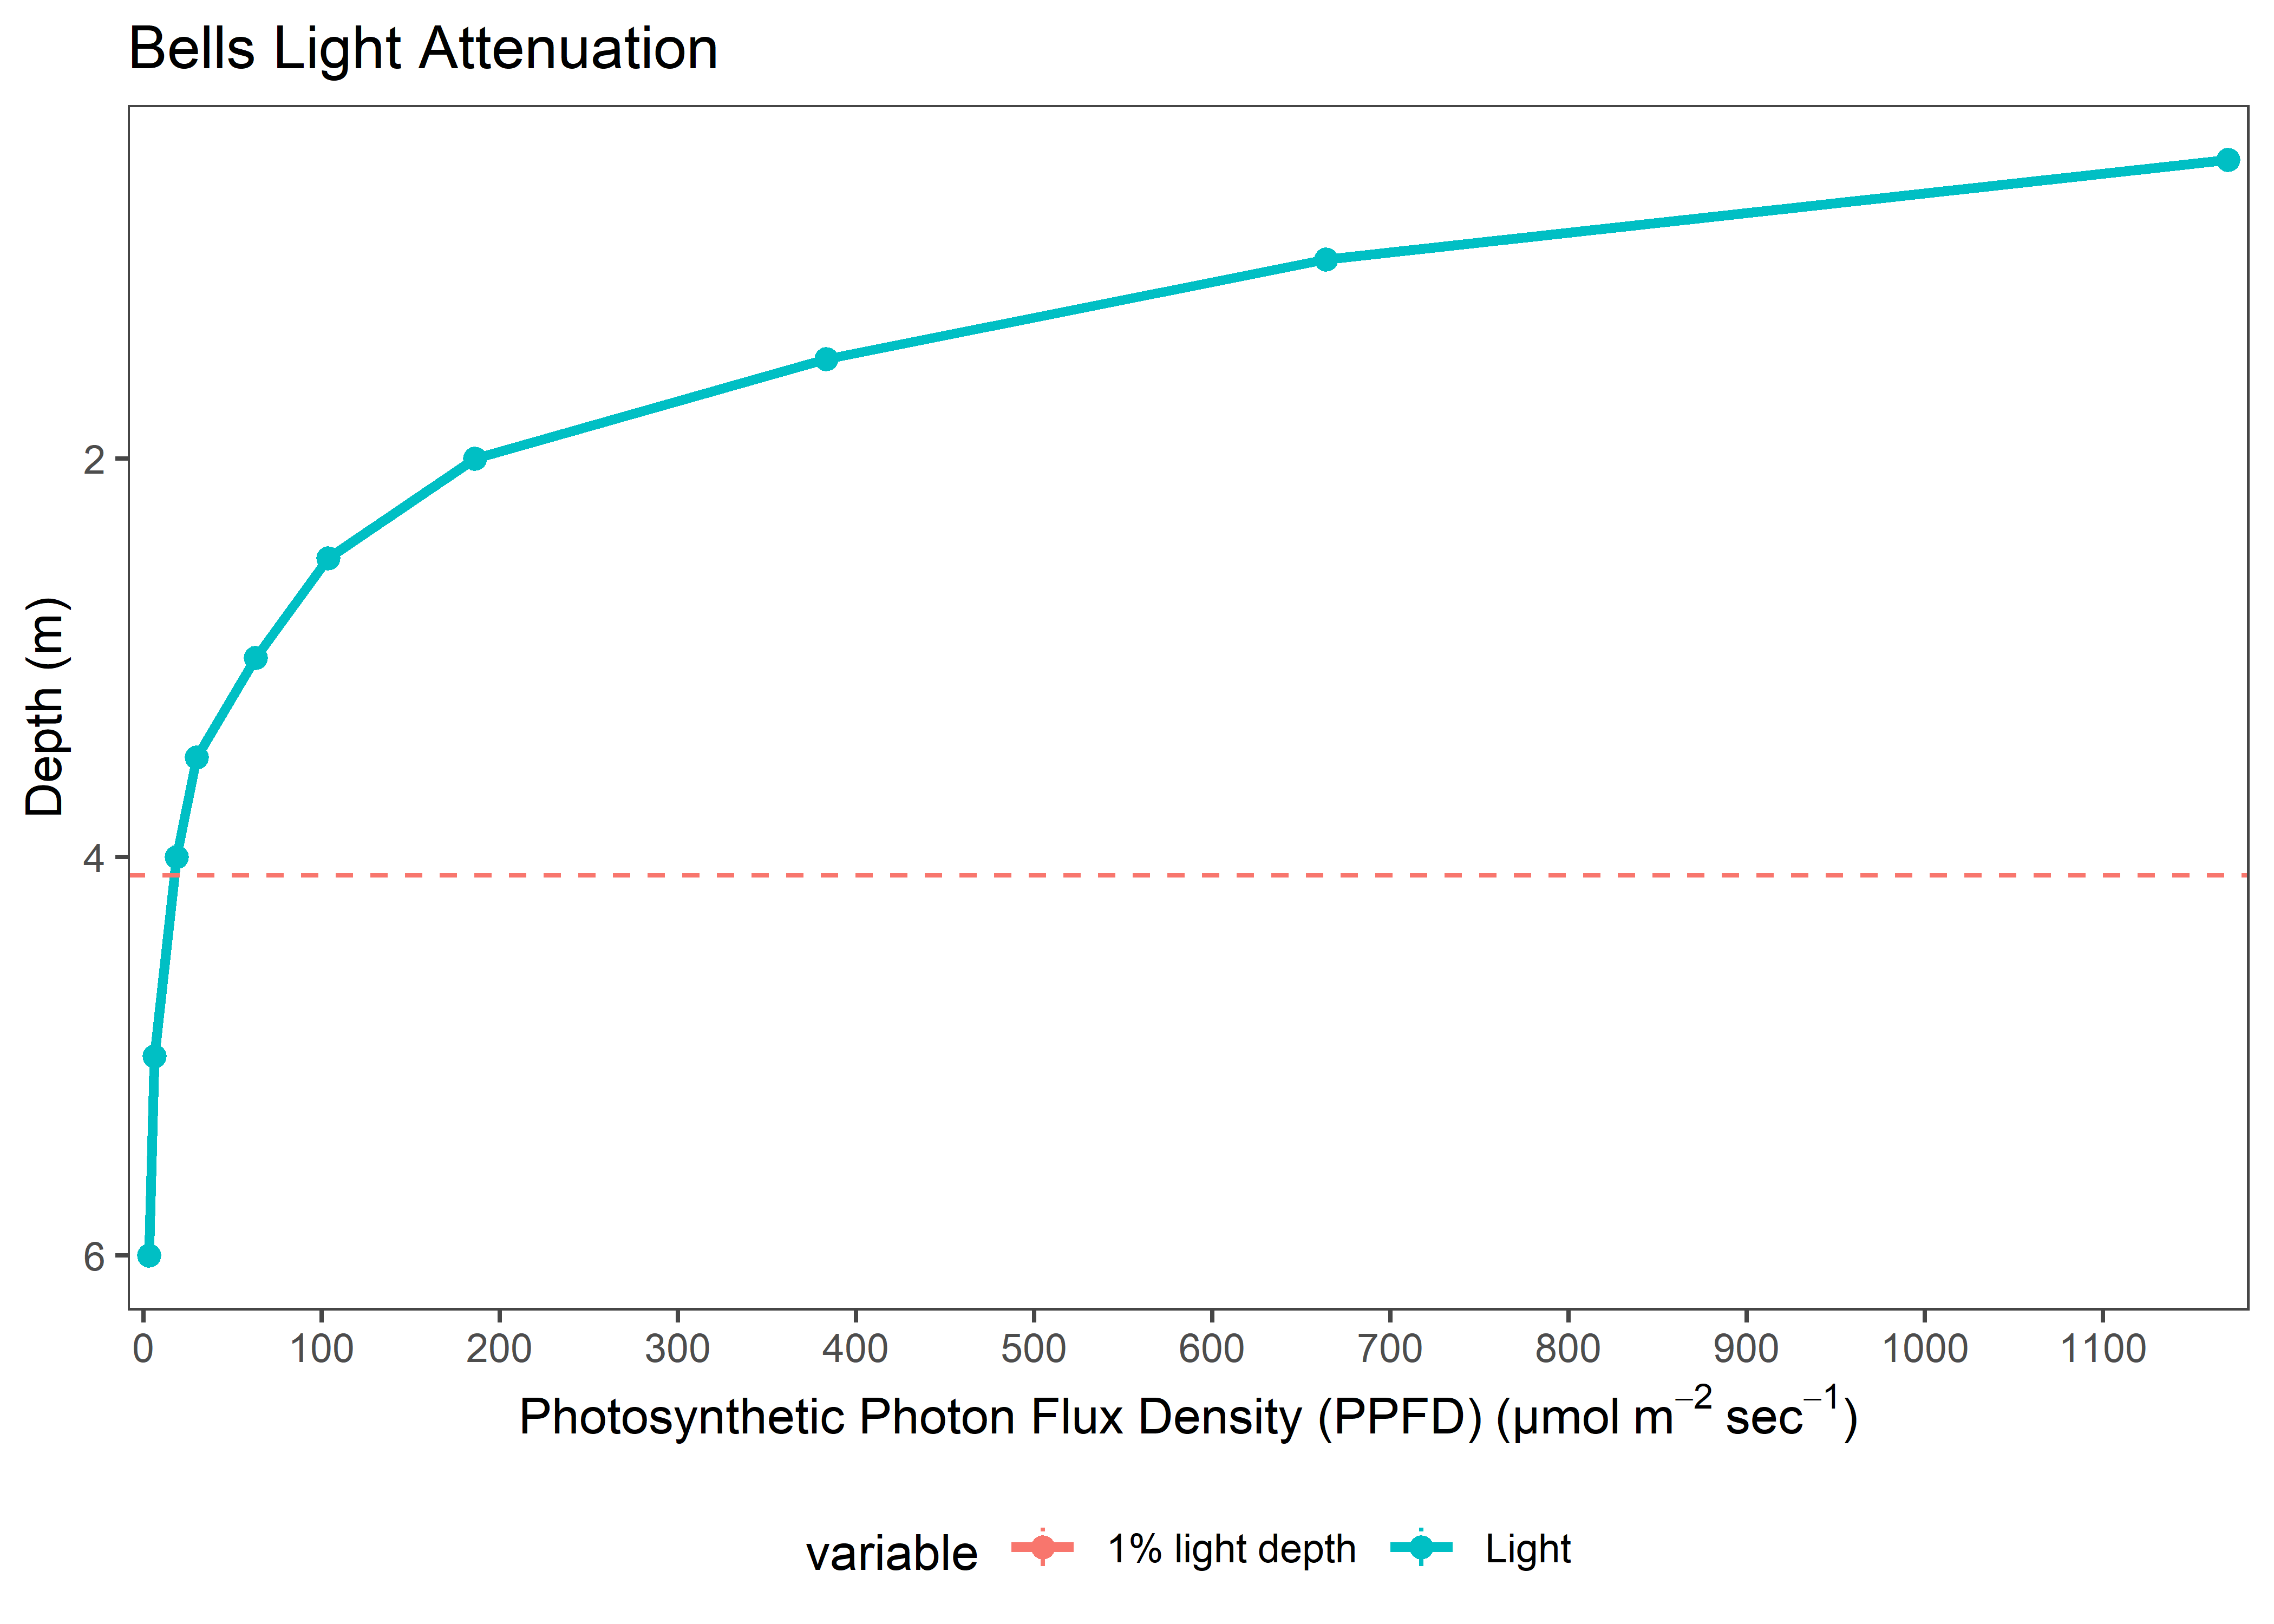 Bells Light Attenuation
Depth (m)
2
4
6
0 100 200 300 400 500 600 700 800 900 1000 1100
Photosynthetic Photon Flux Density (PPFD) (µmol m⁻² sec⁻¹)
variable 1% light depth Light